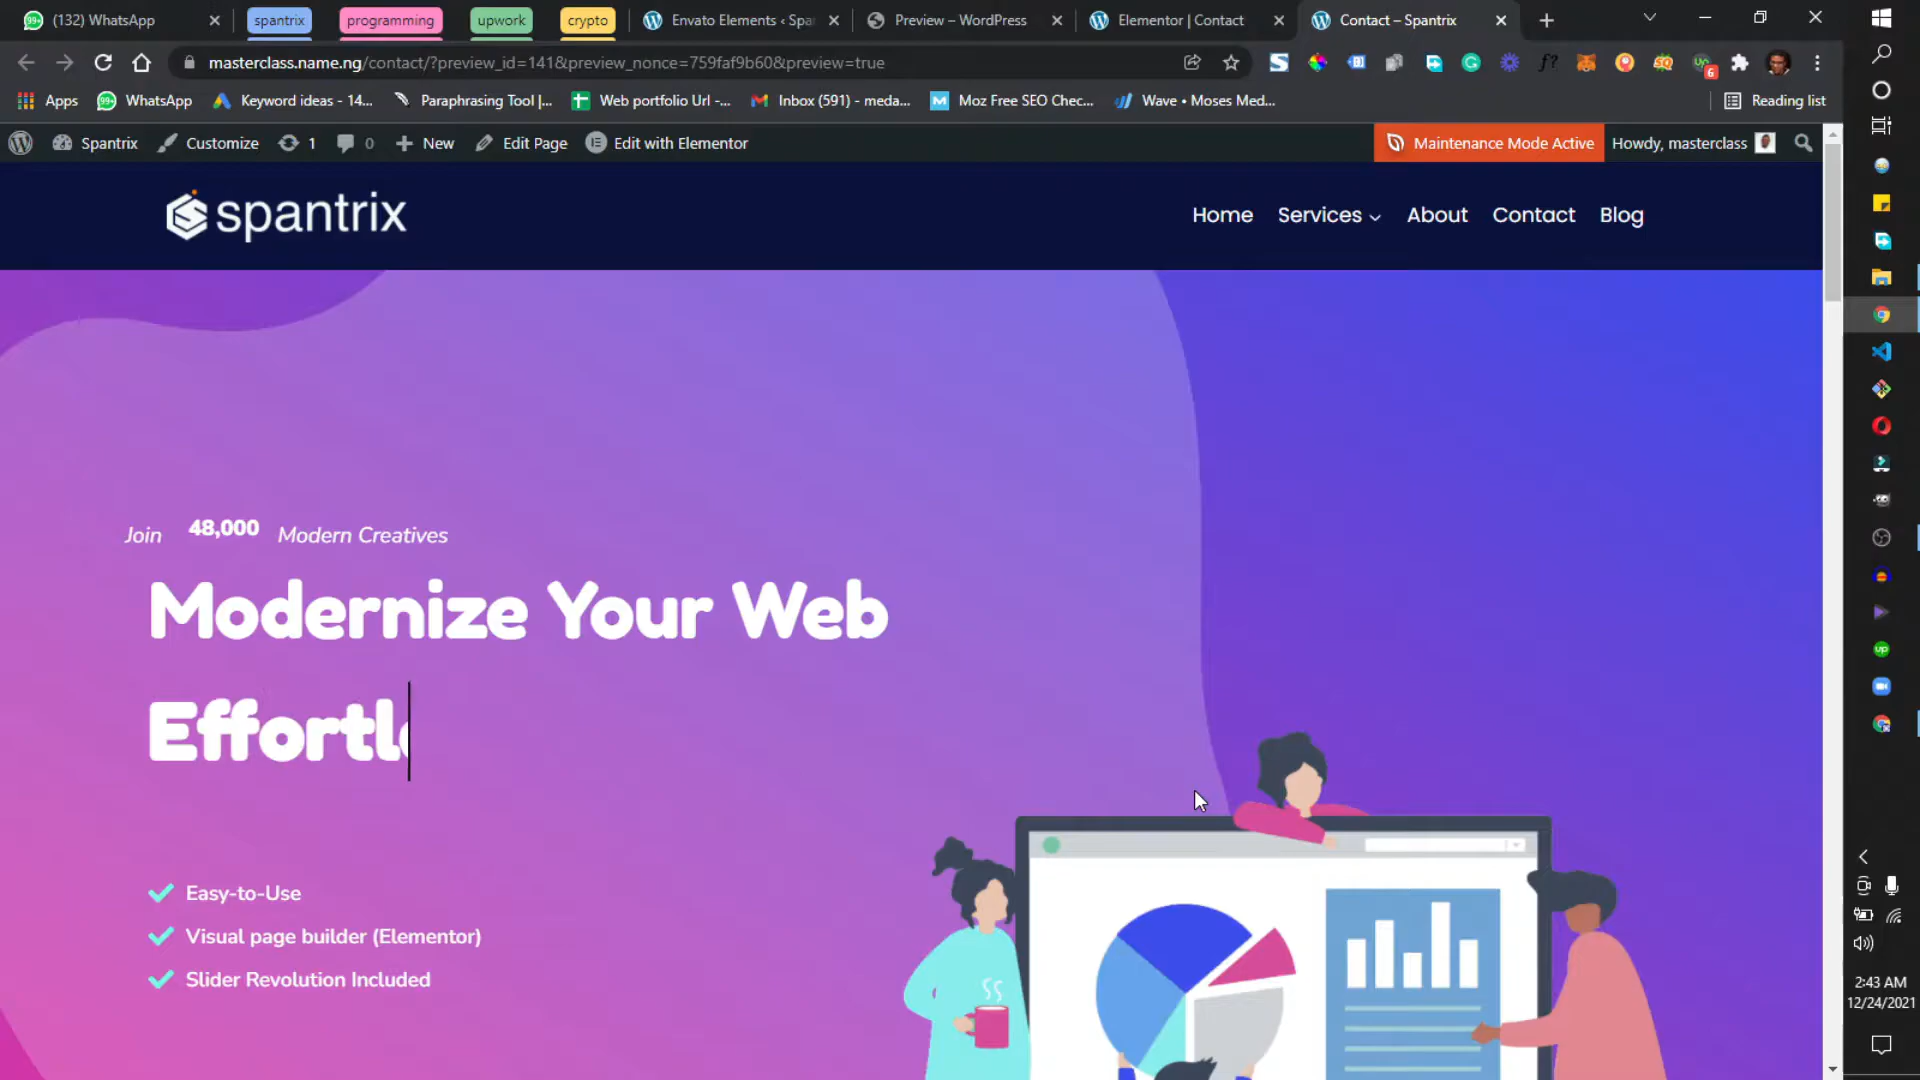 (132) WhatsApp
spantrix
programming
upwork
crypto
Envato Elements ‹ Spa
Preview – WordPress
Elementor | Contact
Contact – Spantrix
masterclass.name.ng/contact/?preview_id=141&preview_nonce=759faf9b60&preview=true
Apps
WhatsApp
Keyword ideas - 14...
Paraphrasing Tool |...
Web portfolio Url -...
Inbox (591) - meda...
Moz Free SEO Chec...
Wave • Moses Med...
Reading list
Spantrix
Customize
1
0
New
Edit Page
Edit with Elementor
Maintenance Mode Active
Howdy, masterclass
spantrix
Home
Services
About
Contact
Blog
Join 48,000 Modern Creatives
Modernize Your Web
Effortl
Easy-to-Use
Visual page builder (Elementor)
Slider Revolution Included
2:43 AM
12/24/2021